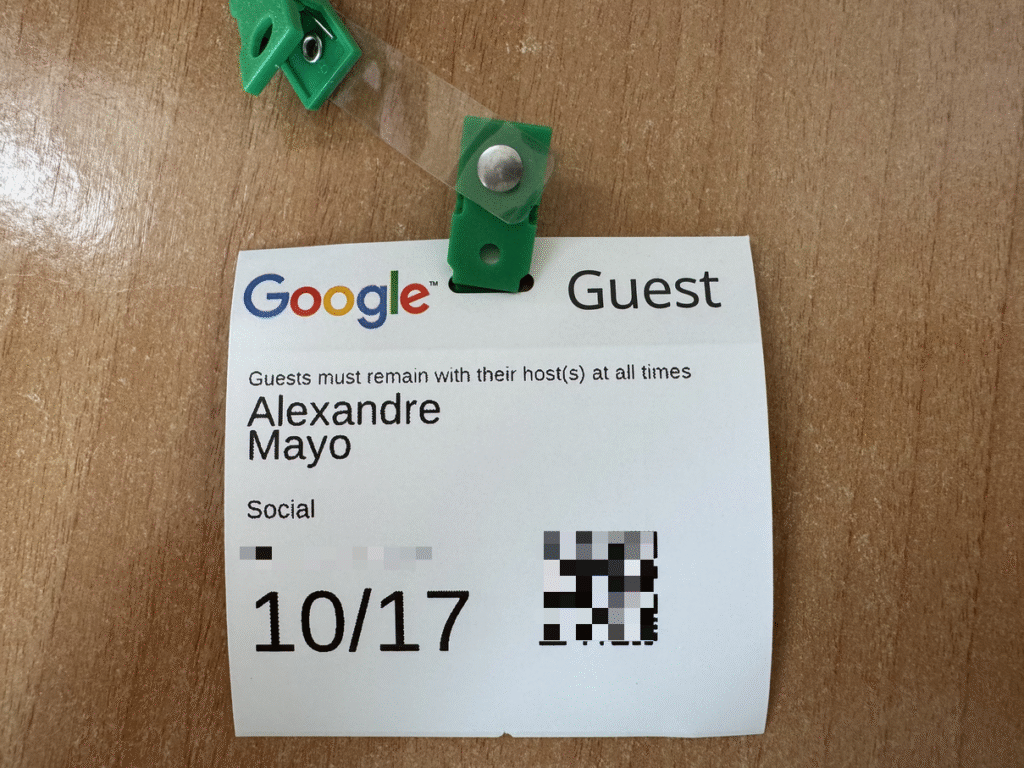 Google™ Guest
Guests must remain with their host(s) at all times
Alexandre
Mayo
Social
10/17